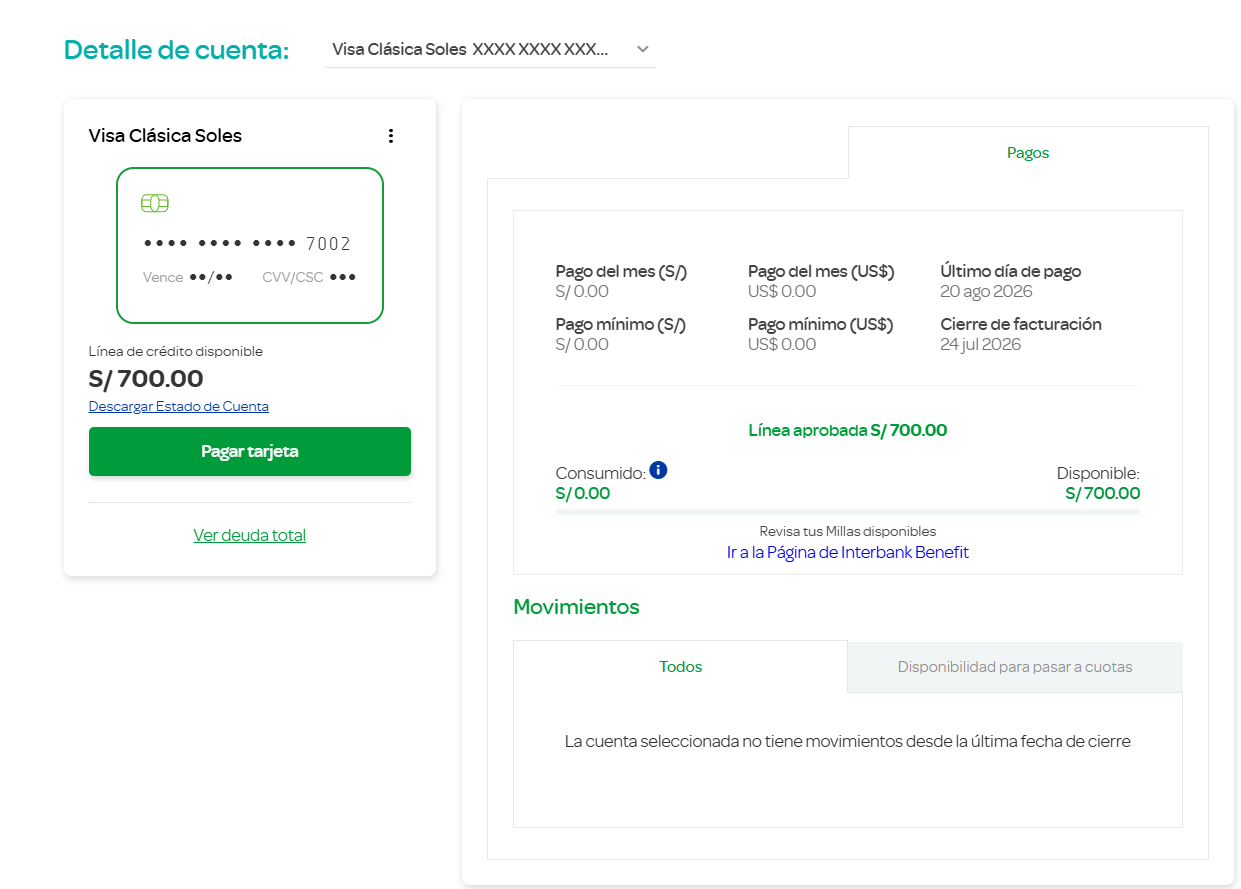 Detalle de cuenta:
Visa Clásica Soles XXXX XXXX XXX...
Visa Clásica Soles
•••• •••• •••• 7002
Vence ••/•• CVV/CSC •••
Línea de crédito disponible
S/ 700.00
Descargar Estado de Cuenta
Pagar tarjeta
Ver deuda total
Pagos
Pago del mes (S/) Pago del mes (US$) Último día de pago
S/ 0.00 US$ 0.00 20 ago 2026
Pago mínimo (S/) Pago mínimo (US$) Cierre de facturación
S/ 0.00 US$ 0.00 24 jul 2026
Línea aprobada S/ 700.00
Consumido: i Disponible:
S/ 0.00 S/ 700.00
Revisa tus Millas disponibles
Ir a la Página de Interbank Benefit
Movimientos
Todos Disponibilidad para pasar a cuotas
La cuenta seleccionada no tiene movimientos desde la última fecha de cierre